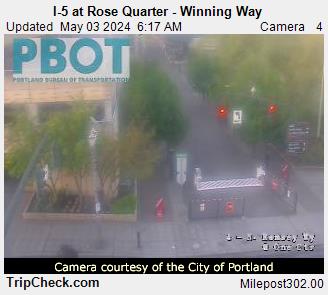 I-5 at Rose Quarter - Winning Way
Updated May 03 2024 6:17 AM Camera 4
PBOT
PORTLAND BUREAU OF TRANSPORTATION
Camera courtesy of the City of Portland
TripCheck.com Milepost302.00